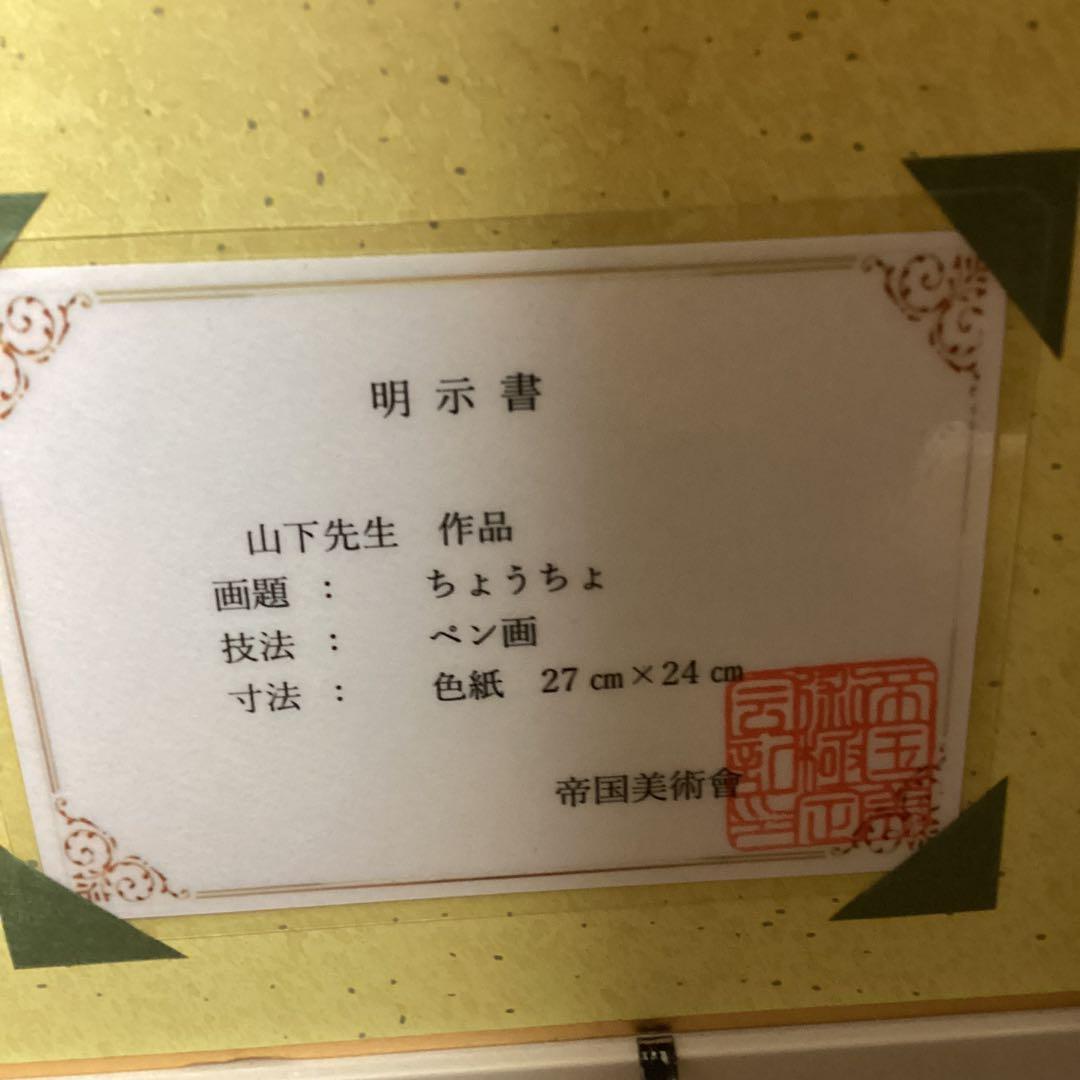 明示書
山下先生 作品
画題 : ちょうちょ
技法 : ペン画
寸法 : 色紙 27㎝×24㎝
帝国美術會